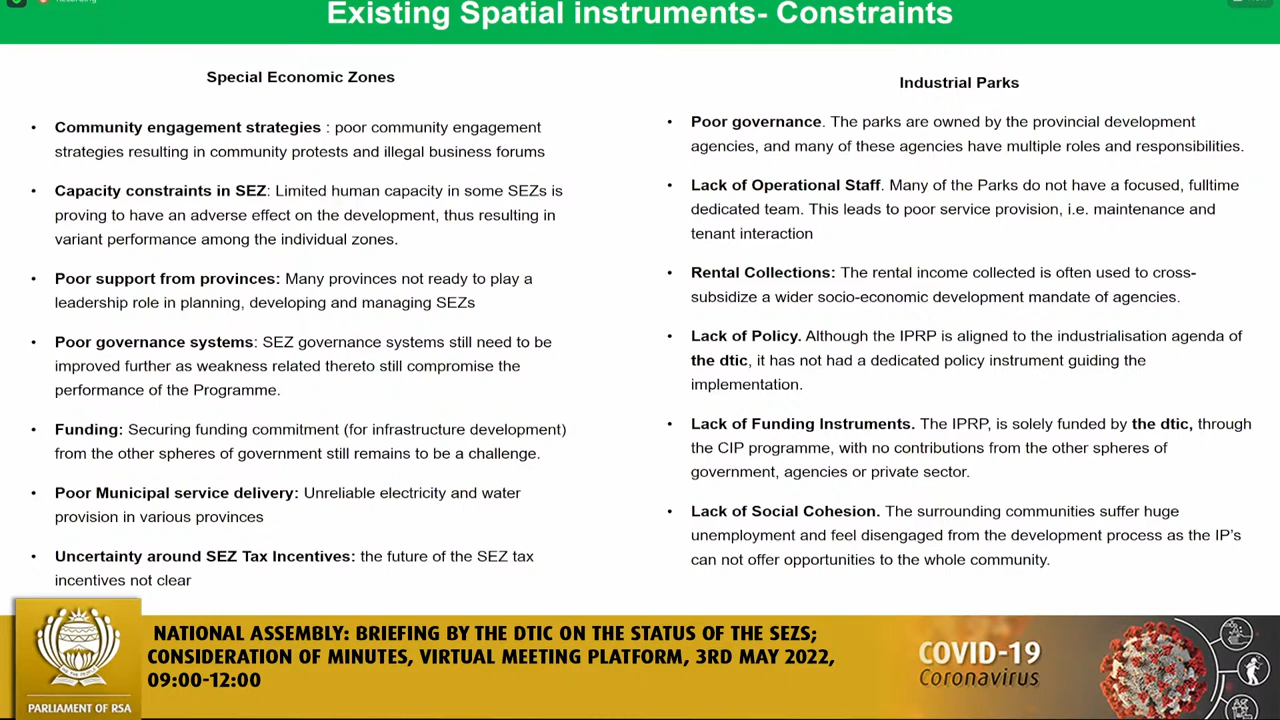 Recording
Existing Spatial instruments- Constraints
Special Economic Zones
• Community engagement strategies : poor community engagement
strategies resulting in community protests and illegal business forums
• Capacity constraints in SEZ: Limited human capacity in some SEZs is
proving to have an adverse effect on the development, thus resulting in
variant performance among the individual zones.
• Poor support from provinces: Many provinces not ready to play a
leadership role in planning, developing and managing SEZs
• Poor governance systems: SEZ governance systems still need to be
improved further as weakness related thereto still compromise the
performance of the Programme.
• Funding: Securing funding commitment (for infrastructure development)
from the other spheres of government still remains to be a challenge.
• Poor Municipal service delivery: Unreliable electricity and water
provision in various provinces
• Uncertainty around SEZ Tax Incentives: the future of the SEZ tax
incentives not clear
Industrial Parks
• Poor governance. The parks are owned by the provincial development
agencies, and many of these agencies have multiple roles and responsibilities.
• Lack of Operational Staff. Many of the Parks do not have a focused, fulltime
dedicated team. This leads to poor service provision, i.e. maintenance and
tenant interaction
• Rental Collections: The rental income collected is often used to cross-
subsidize a wider socio-economic development mandate of agencies.
• Lack of Policy. Although the IPRP is aligned to the industrialisation agenda of
the dtic, it has not had a dedicated policy instrument guiding the
implementation.
• Lack of Funding Instruments. The IPRP, is solely funded by the dtic, through
the CIP programme, with no contributions from the other spheres of
government, agencies or private sector.
• Lack of Social Cohesion. The surrounding communities suffer huge
unemployment and feel disengaged from the development process as the IP's
can not offer opportunities to the whole community.
NATIONAL ASSEMBLY: BRIEFING BY THE DTIC ON THE STATUS OF THE SEZS;
CONSIDERATION OF MINUTES, VIRTUAL MEETING PLATFORM, 3RD MAY 2022,
09:00-12:00
PARLIAMENT OF RSA
COVID-19
Coronavirus